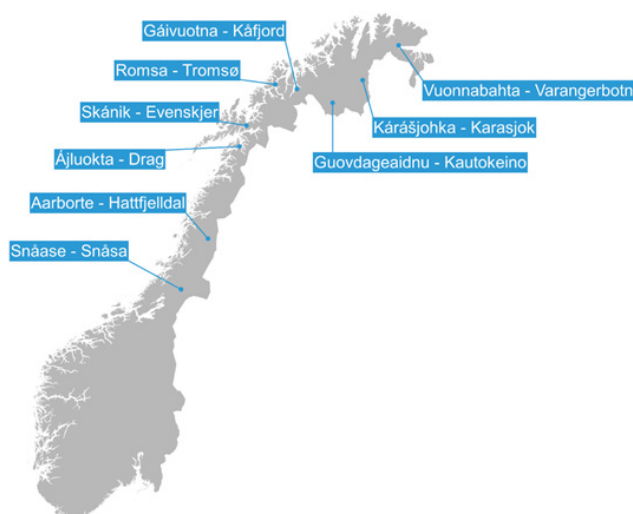 Gáivuotna - Kåfjord
Romsa - Tromsø
Vuonnabahta - Varangerbotn
Skánik - Evenskjer
Kárášjohka - Karasjok
Ájluokta - Drag
Guovdageaidnu - Kautokeino
Aarborte - Hattfjelldal
Snåase - Snåsa